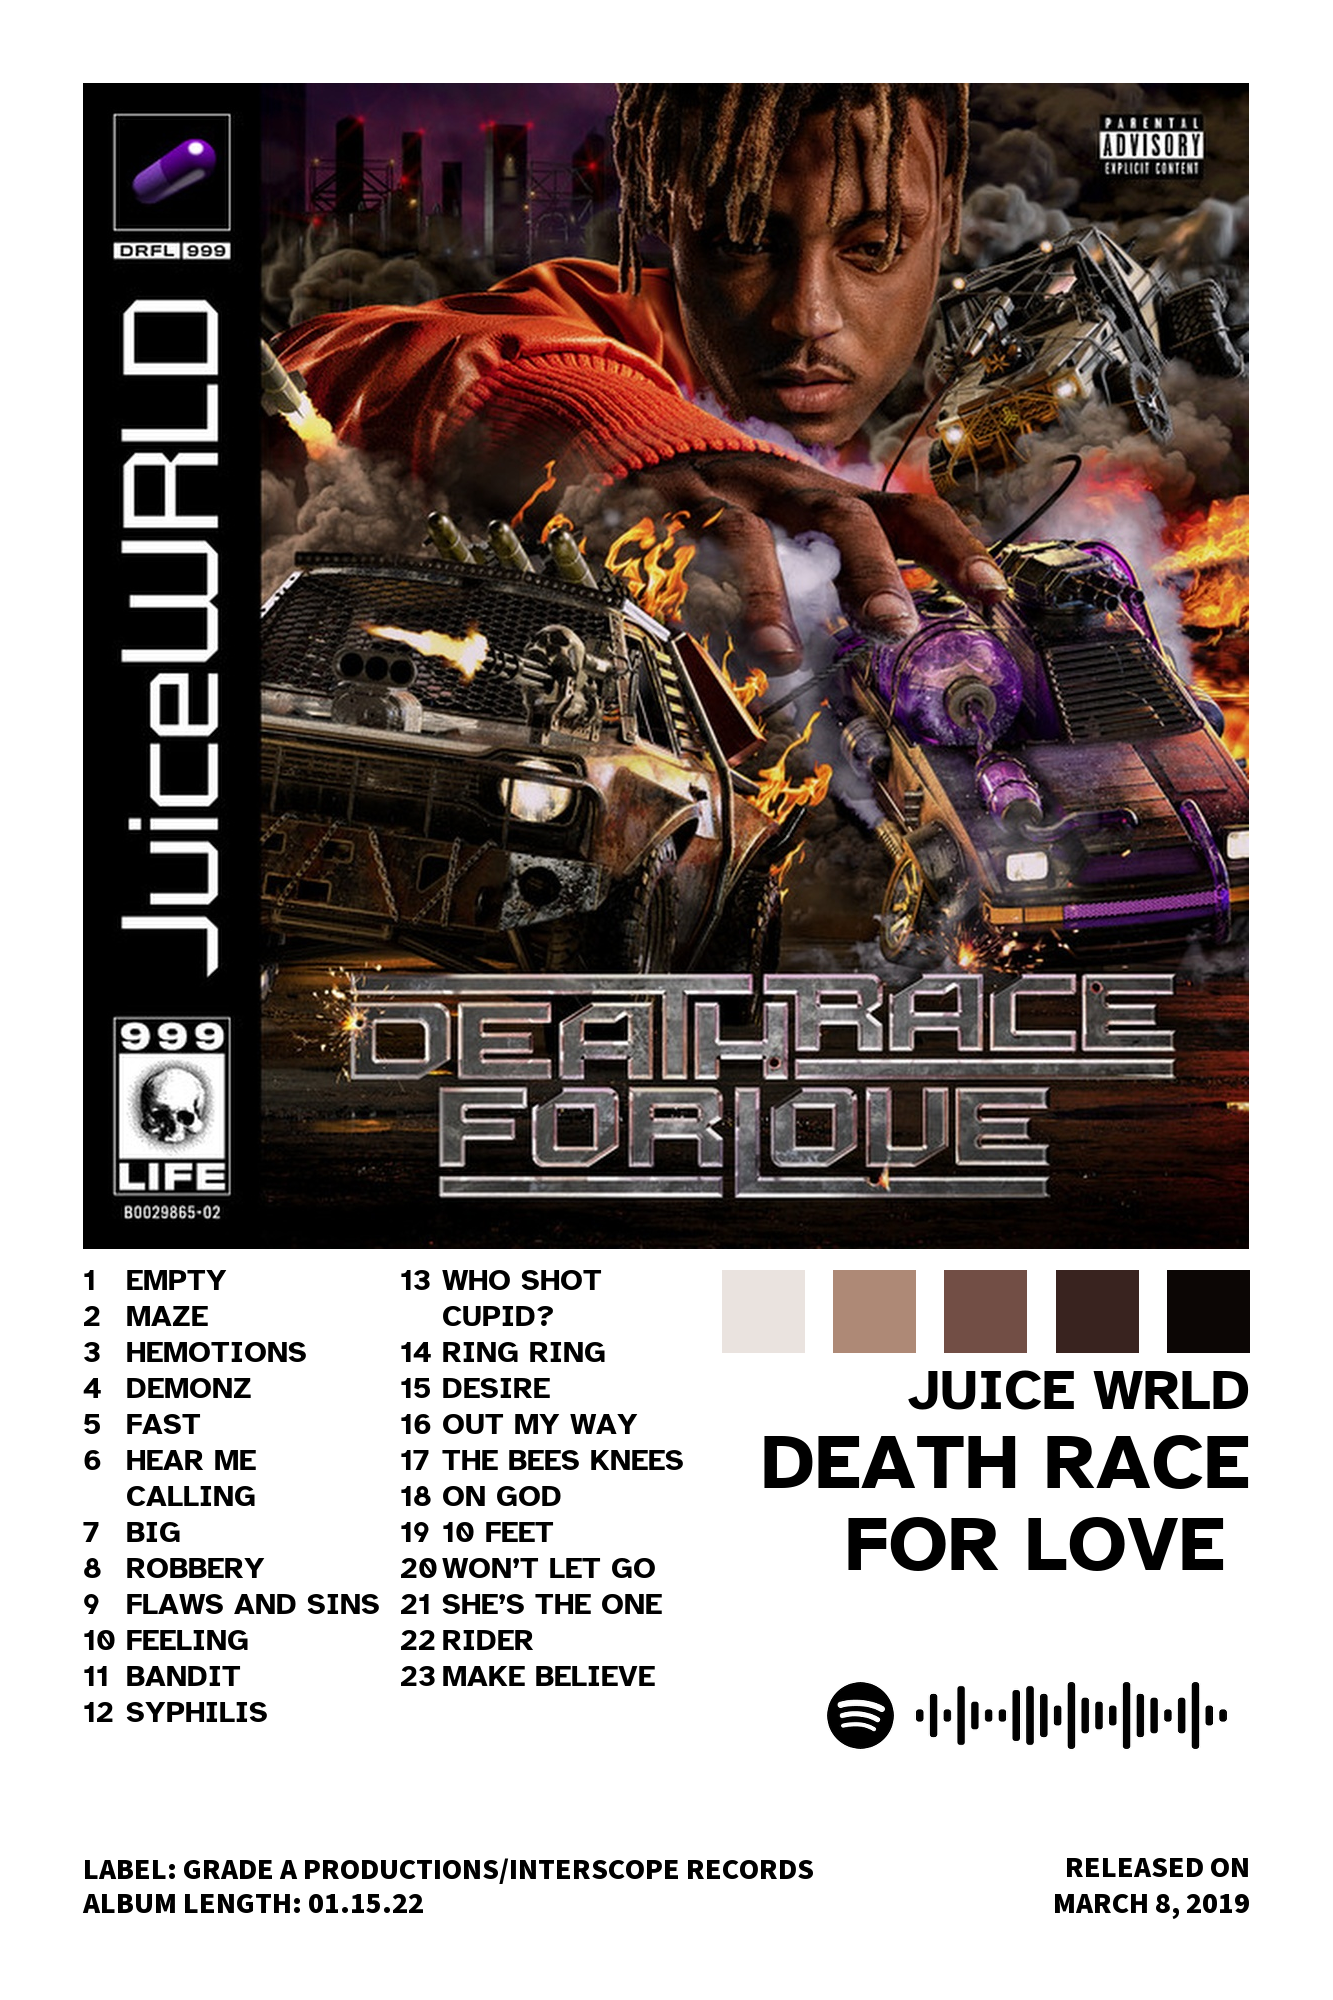 PARENTAL
ADVISORY
EXPLICIT CONTENT
DRFL 999
JuiceWRLD
999
LIFE
B0029865-02
DEATH RACE
FOR LOVE
1 EMPTY
2 MAZE
3 HEMOTIONS
4 DEMONZ
5 FAST
6 HEAR ME
CALLING
7 BIG
8 ROBBERY
9 FLAWS AND SINS
10 FEELING
11 BANDIT
12 SYPHILIS
13 WHO SHOT
CUPID?
14 RING RING
15 DESIRE
16 OUT MY WAY
17 THE BEES KNEES
18 ON GOD
19 10 FEET
20 WON’T LET GO
21 SHE’S THE ONE
22 RIDER
23 MAKE BELIEVE
JUICE WRLD
DEATH RACE
FOR LOVE
LABEL: GRADE A PRODUCTIONS/INTERSCOPE RECORDS
ALBUM LENGTH: 01.15.22
RELEASED ON
MARCH 8, 2019